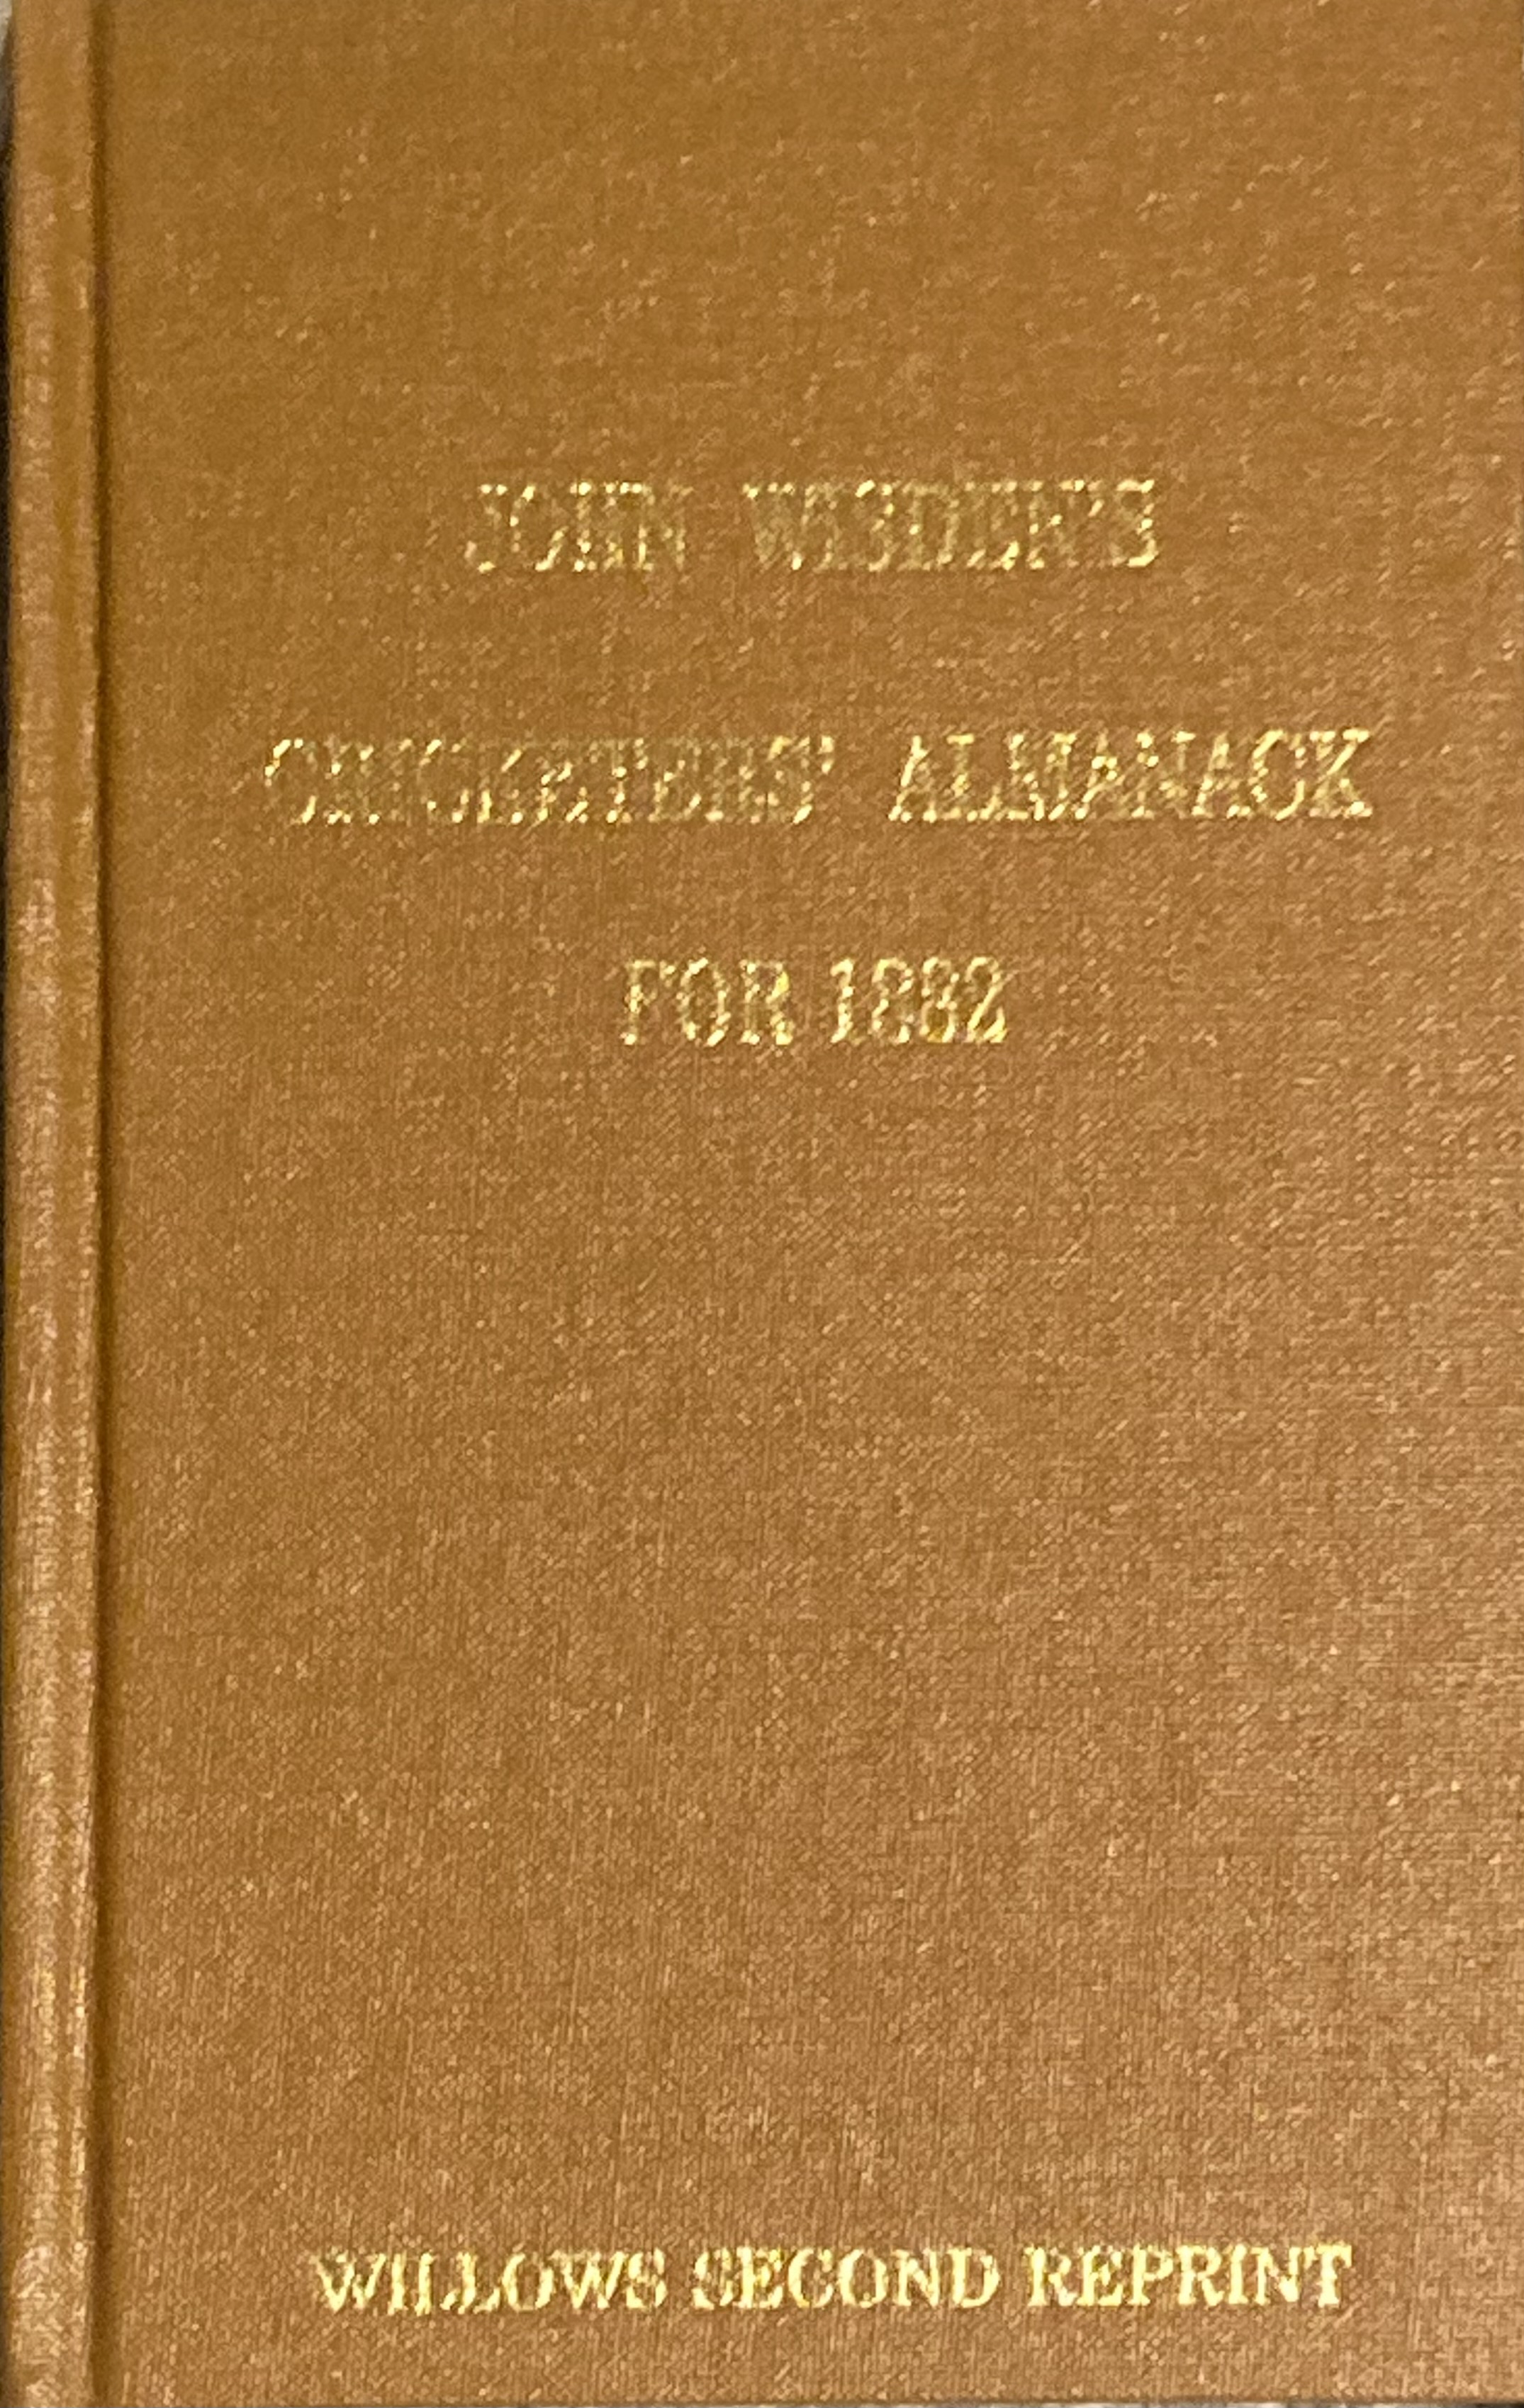 JOHN WISDEN'S
CRICKETERS' ALMANACK
FOR 1882
WILLOWS SECOND REPRINT